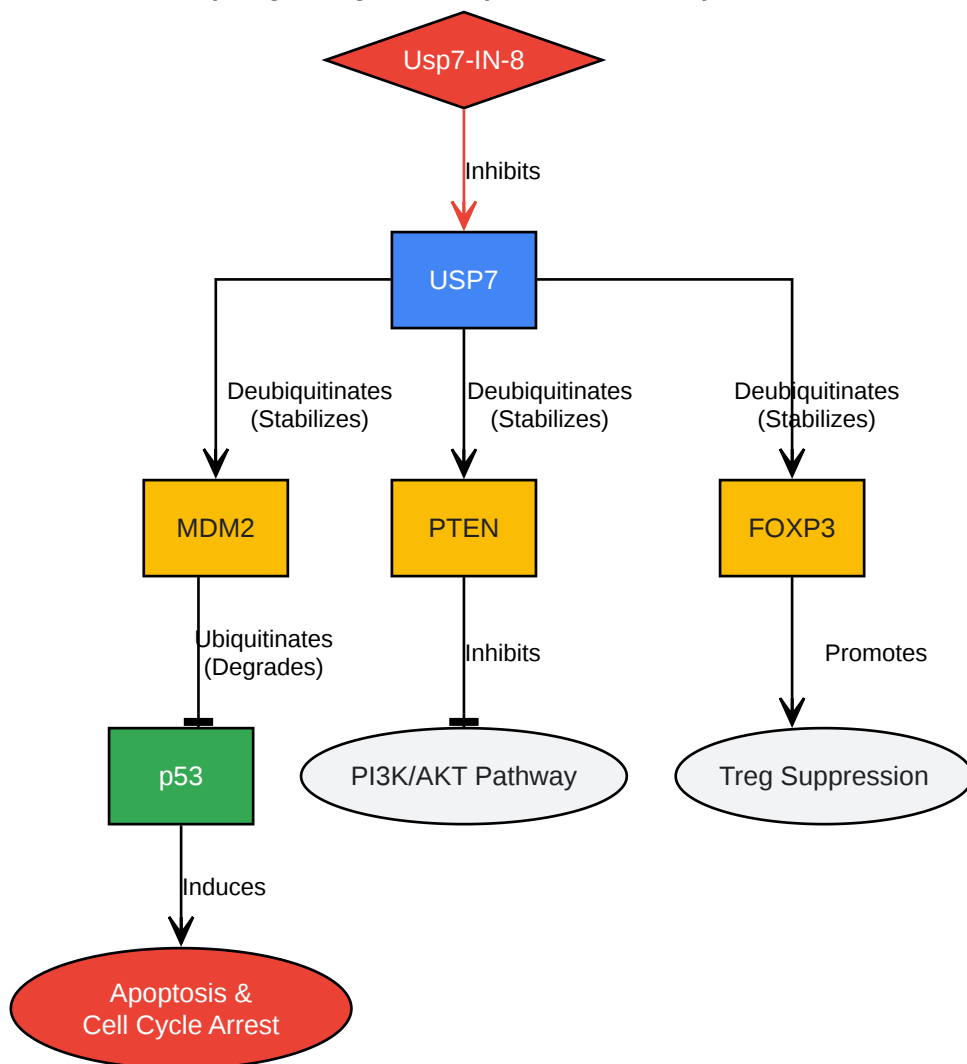 Usp7-IN-8
Inhibits
USP7
Deubiquitinates
(Stabilizes)
Deubiquitinates
(Stabilizes)
Deubiquitinates
(Stabilizes)
MDM2
PTEN
FOXP3
Ubiquitinates
(Degrades)
Inhibits
Promotes
p53
PI3K/AKT Pathway
Treg Suppression
Induces
Apoptosis &
Cell Cycle Arrest